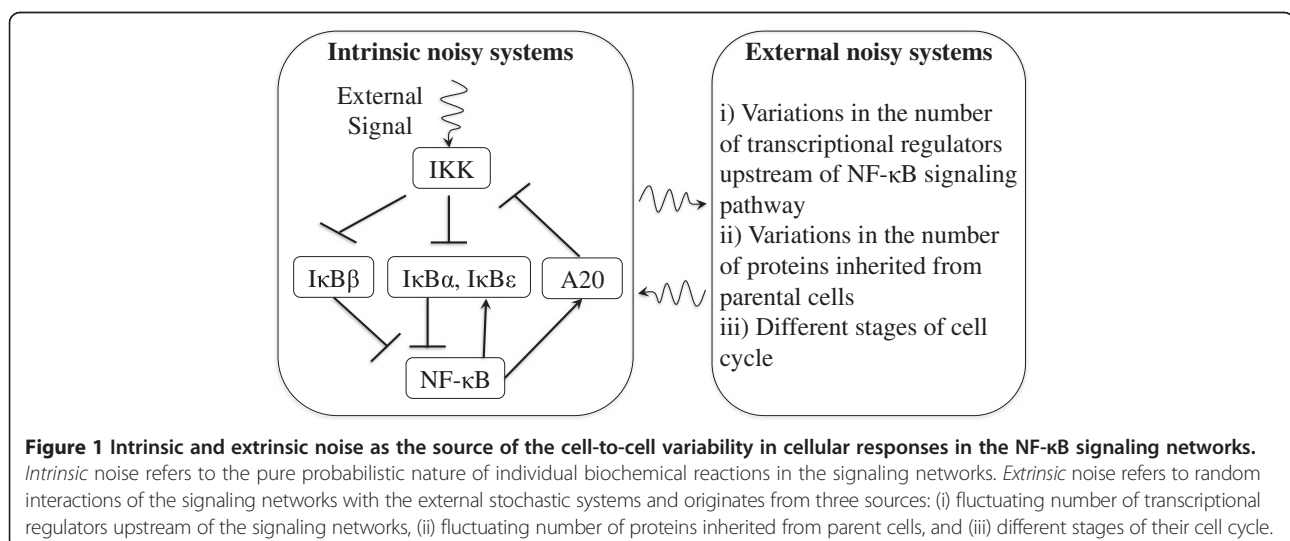 Intrinsic noisy systems
External
Signal
IKK
IκBβ
IκBα, IκBε
A20
NF-κB
External noisy systems
i) Variations in the number
of transcriptional regulators
upstream of NF-κB signaling
pathway
ii) Variations in the number
of proteins inherited from
parental cells
iii) Different stages of cell
cycle
Figure 1 Intrinsic and extrinsic noise as the source of the cell-to-cell variability in cellular responses in the NF-κB signaling networks.
Intrinsic noise refers to the pure probabilistic nature of individual biochemical reactions in the signaling networks. Extrinsic noise refers to random
interactions of the signaling networks with the external stochastic systems and originates from three sources: (i) fluctuating number of transcriptional
regulators upstream of the signaling networks, (ii) fluctuating number of proteins inherited from parent cells, and (iii) different stages of their cell cycle.